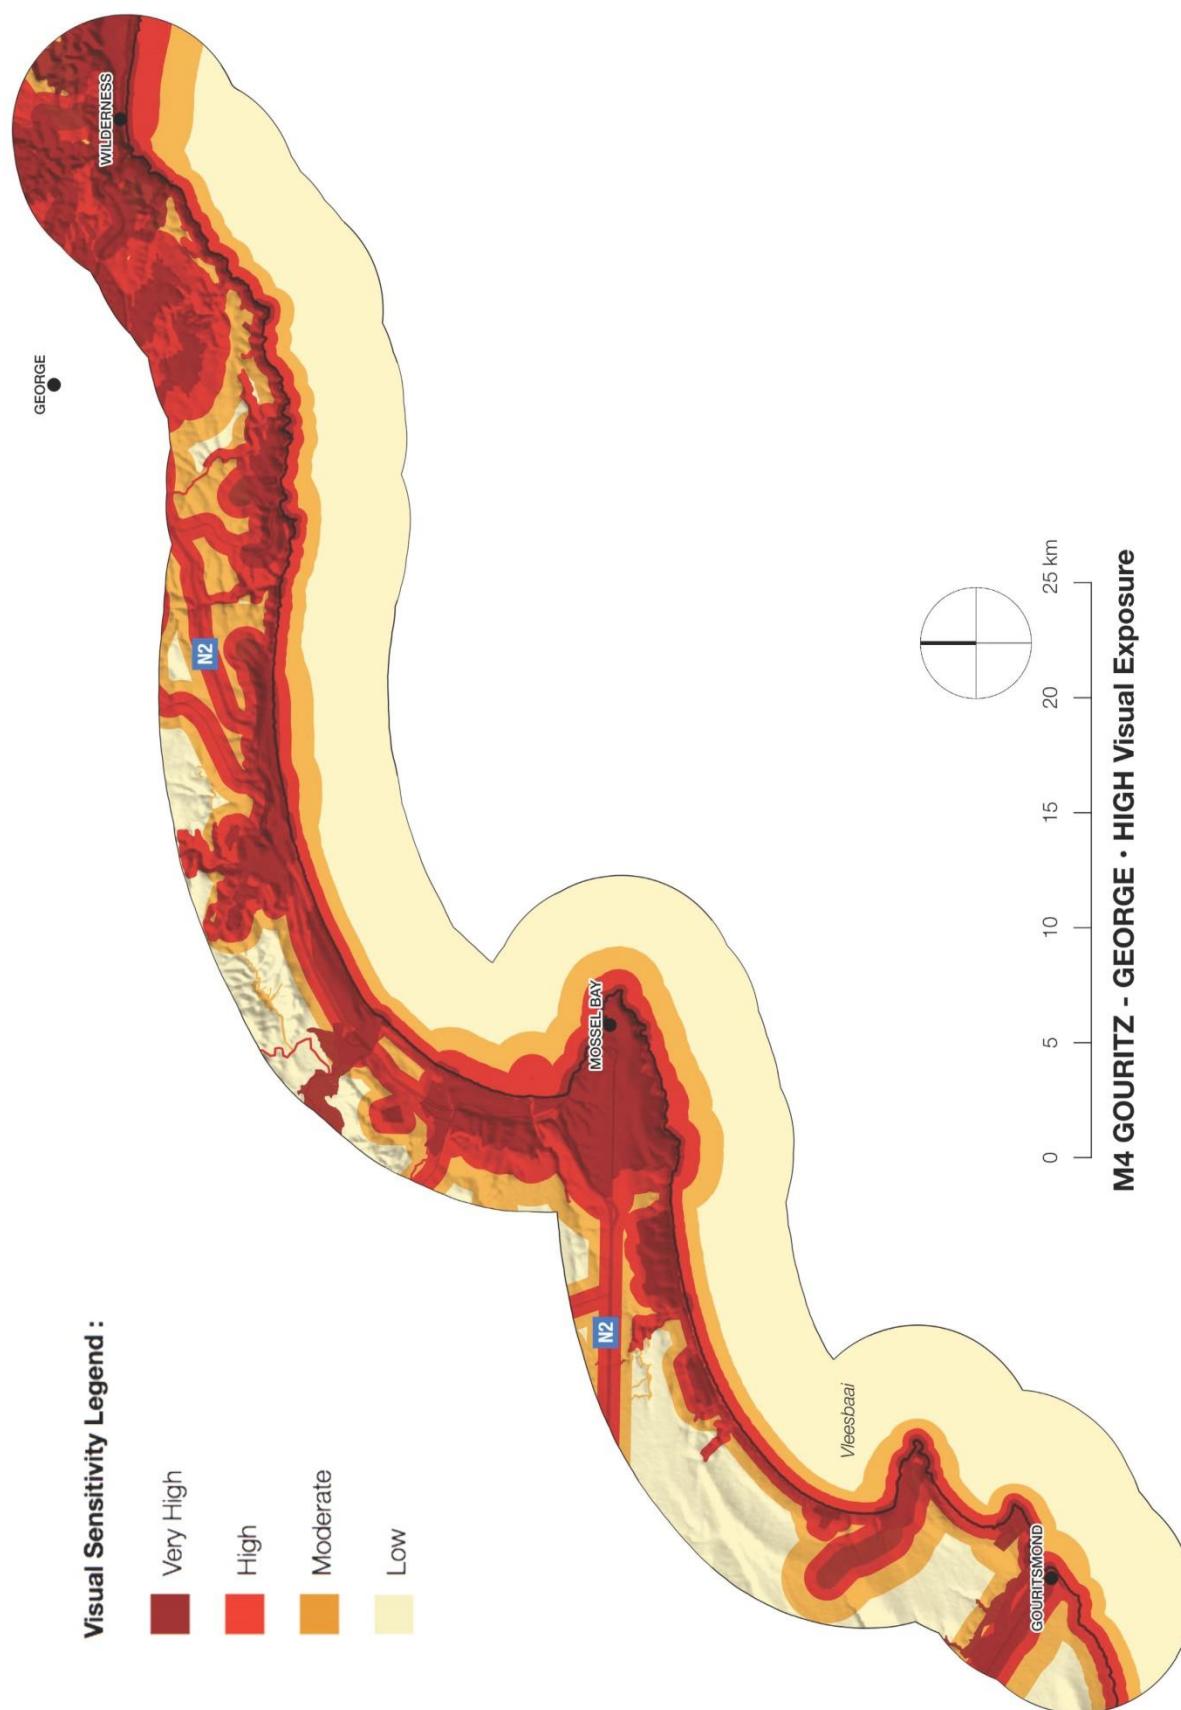 Visual Sensitivity Legend :
Very High
High
Moderate
Low
GEORGE
WILDERNESS
N2
MOSSEL BAY
N2
Vleesbaai
GOURITSMOND
0 5 10 15 20 25 km
M4 GOURITZ - GEORGE • HIGH Visual Exposure